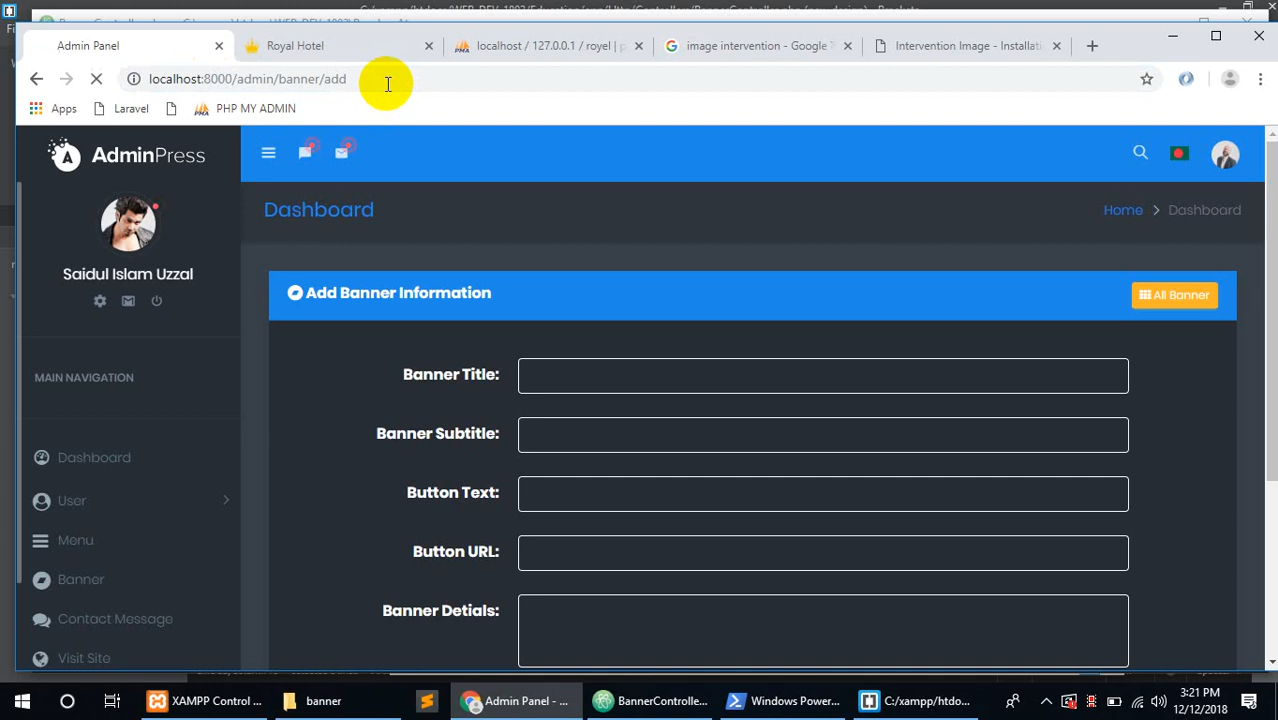 Admin Panel
Royal Hotel
localhost / 127.0.0.1 / royel | p
image intervention - Google
Intervention Image - Installati
localhost:8000/admin/banner/add
Apps
Laravel
PHP MY ADMIN
AdminPress
Saidul Islam Uzzal
MAIN NAVIGATION
Dashboard
User
Menu
Banner
Contact Message
Visit Site
Dashboard
Home
Dashboard
Add Banner Information
All Banner
Banner Title:
Banner Subtitle:
Button Text:
Button URL:
Banner Detials:
XAMPP Control ...
banner
Admin Panel - ...
BannerControlle...
Windows Power...
C:/xampp/htdo...
3:21 PM
12/12/2018